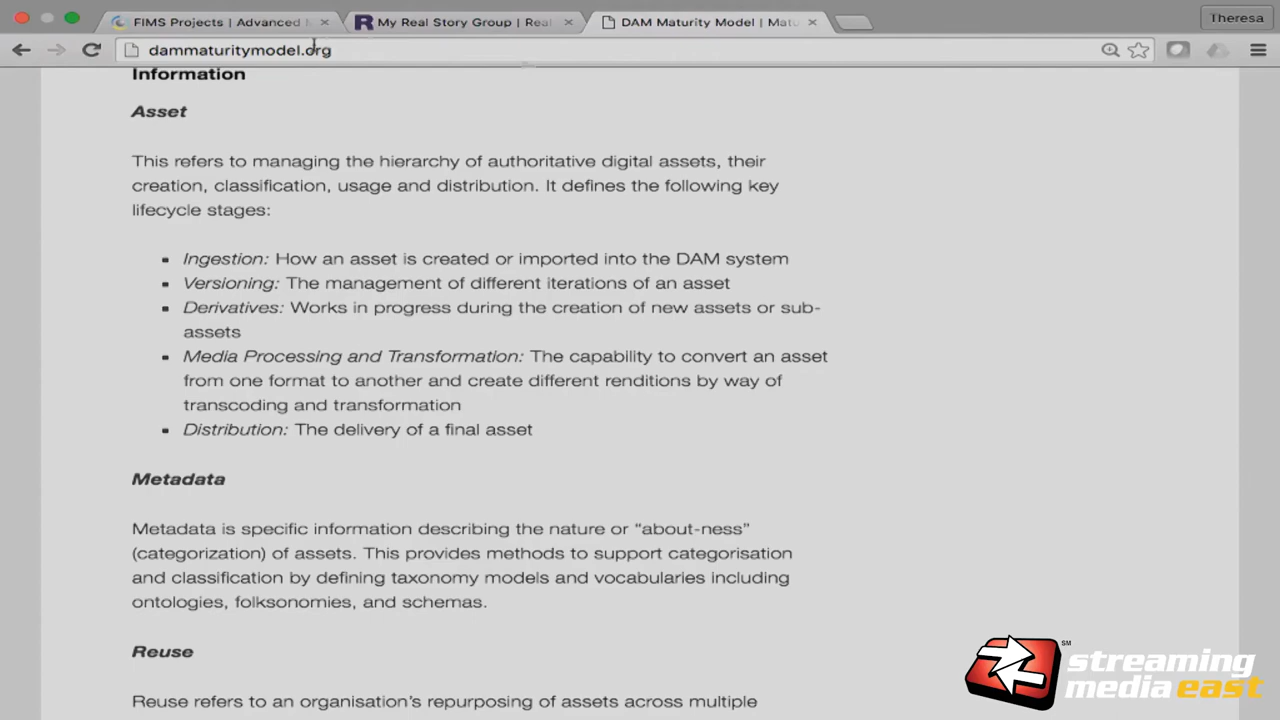 FIMS Projects | Advanced
My Real Story Group | Real
DAM Maturity Model | Matu
Theresa
dammaturitymodel.org
Information
Asset
This refers to managing the hierarchy of authoritative digital assets, their
creation, classification, usage and distribution. It defines the following key
lifecycle stages:
▪ Ingestion: How an asset is created or imported into the DAM system
▪ Versioning: The management of different iterations of an asset
▪ Derivatives: Works in progress during the creation of new assets or sub-
assets
▪ Media Processing and Transformation: The capability to convert an asset
from one format to another and create different renditions by way of
transcoding and transformation
▪ Distribution: The delivery of a final asset
Metadata
Metadata is specific information describing the nature or “about-ness”
(categorization) of assets. This provides methods to support categorisation
and classification by defining taxonomy models and vocabularies including
ontologies, folksonomies, and schemas.
Reuse
Reuse refers to an organisation’s repurposing of assets across multiple
SM
streaming
media east